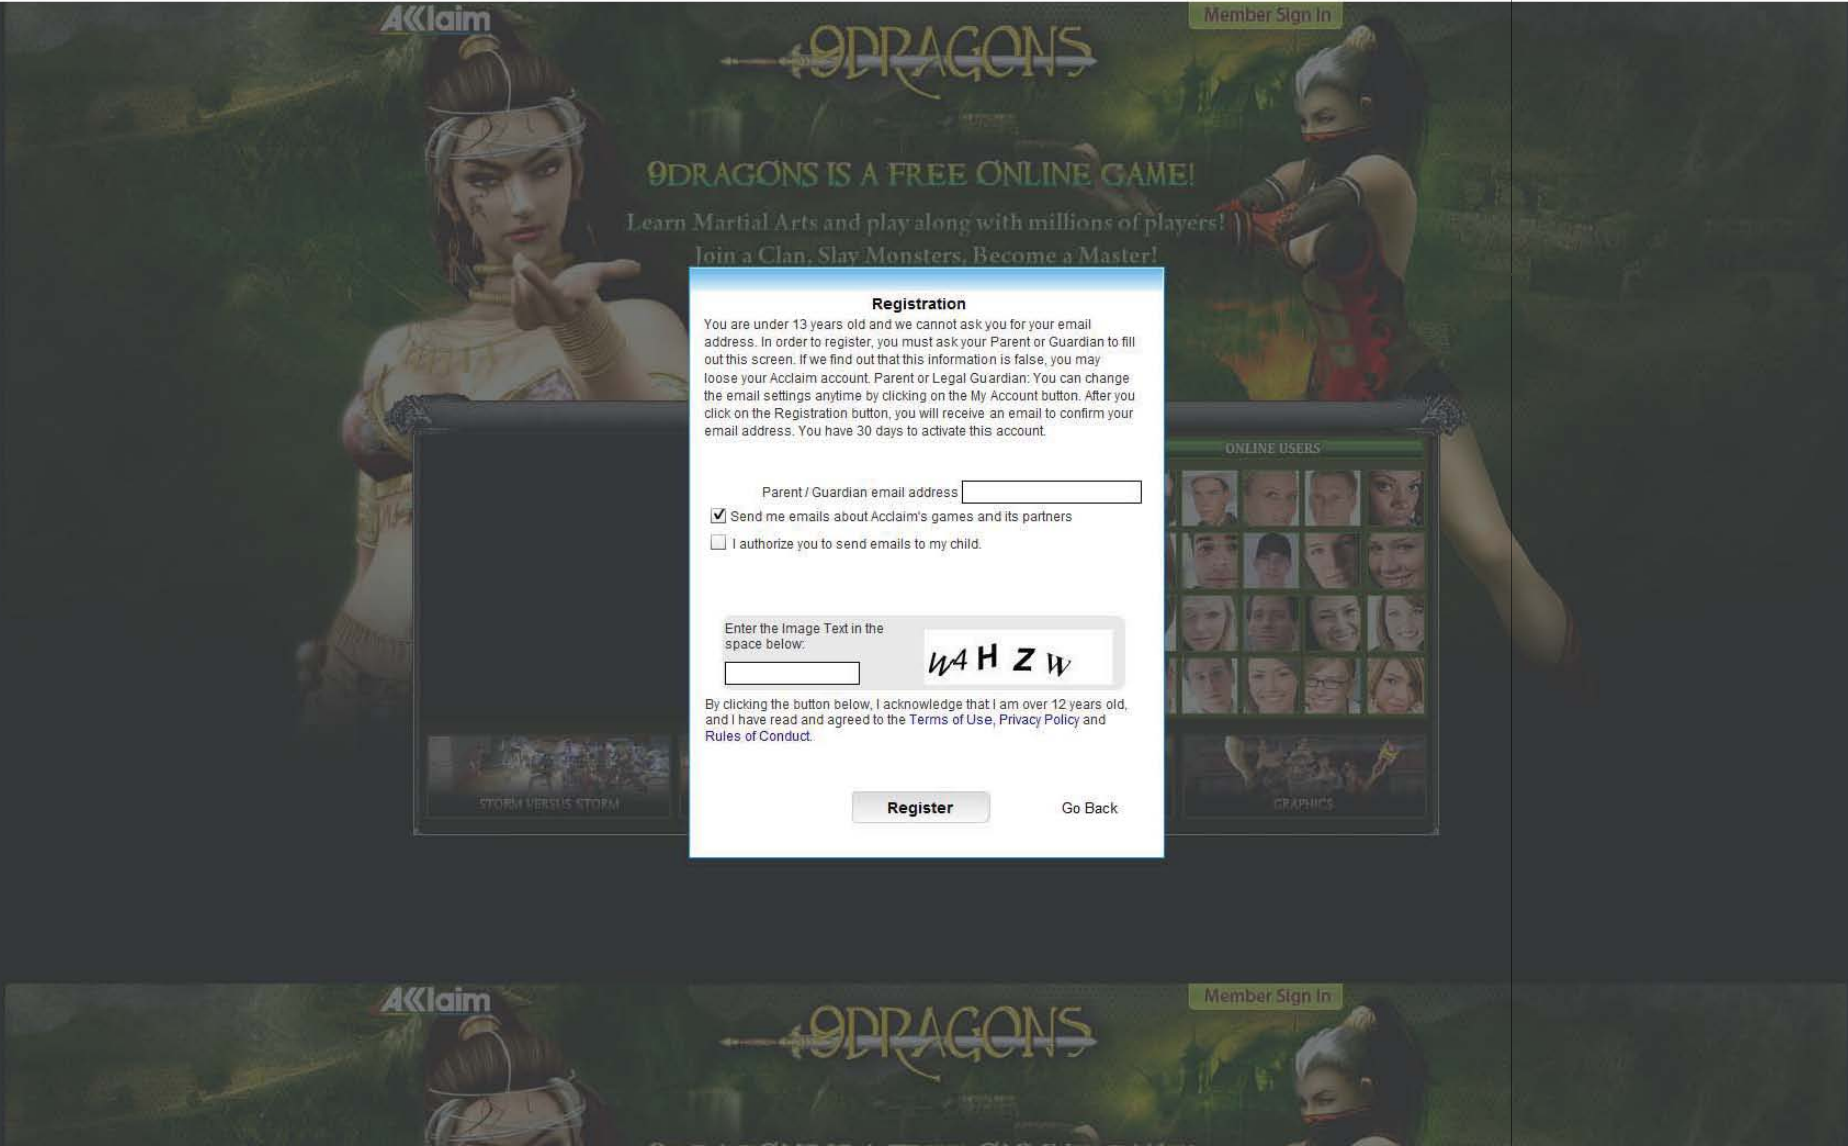 Acclaim
Member Sign In
9DRAGONS
9DRAGONS IS A FREE ONLINE GAME!
Learn Martial Arts and play along with millions of players!
Join a Clan, Slay Monsters, Become a Master!
Registration
You are under 13 years old and we cannot ask you for your email
address. In order to register, you must ask your Parent or Guardian to fill
out this screen. If we find out that this information is false, you may
loose your Acclaim account. Parent or Legal Guardian: You can change
the email settings anytime by clicking on the My Account button. After you
click on the Registration button, you will receive an email to confirm your
email address. You have 30 days to activate this account.
ONLINE USERS
Parent / Guardian email address
Send me emails about Acclaim's games and its partners
I authorize you to send emails to my child.
Enter the Image Text in the
space below:
W4HZW
By clicking the button below, I acknowledge that I am over 12 years old,
and I have read and agreed to the Terms of Use, Privacy Policy and
Rules of Conduct.
STORM VERSUS STORM
GRAPHICS
Register
Go Back
Acclaim
Member Sign In
9DRAGONS